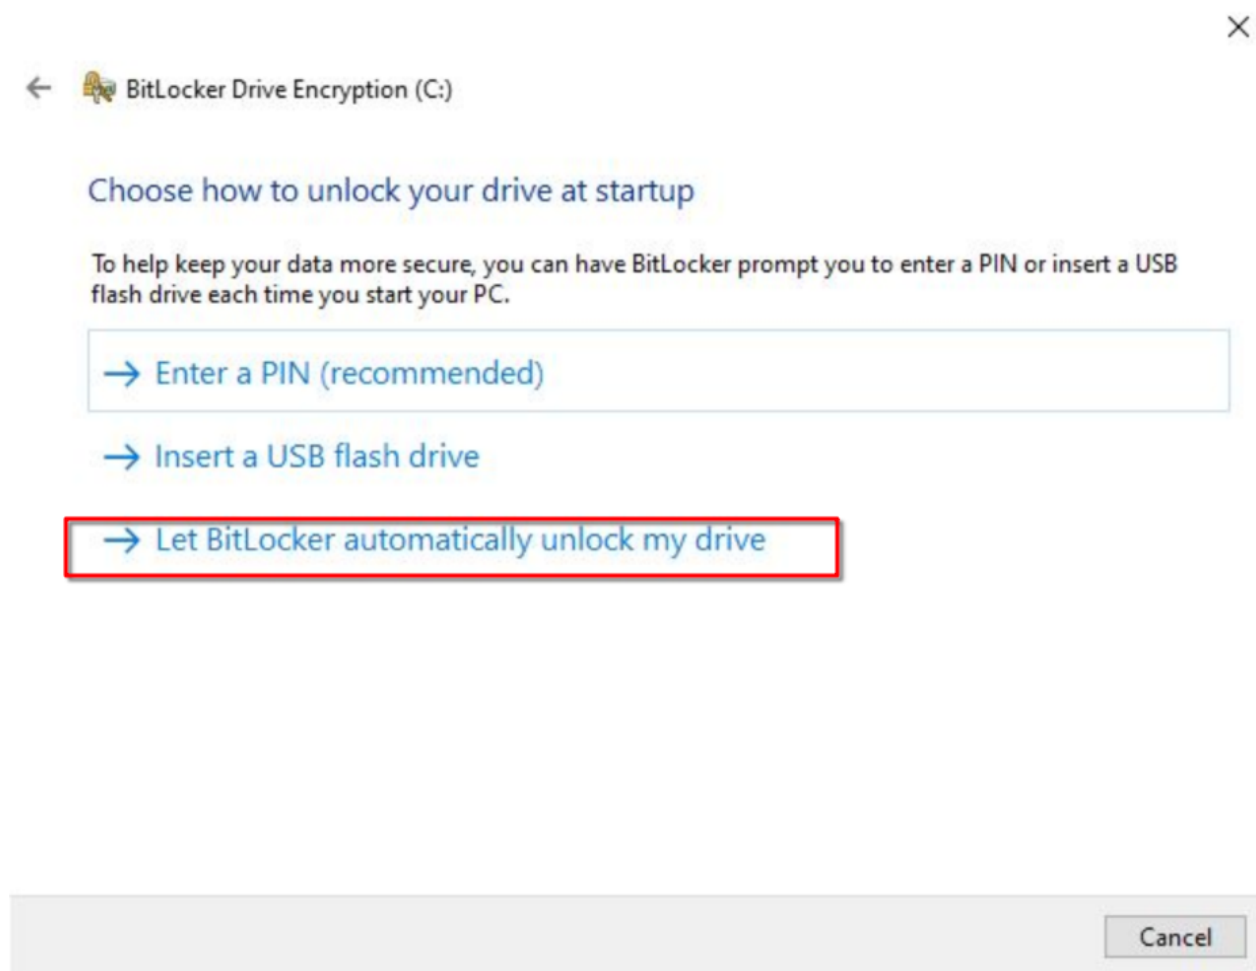 BitLocker Drive Encryption (C:)
Choose how to unlock your drive at startup
To help keep your data more secure, you can have BitLocker prompt you to enter a PIN or insert a USB
flash drive each time you start your PC.
Enter a PIN (recommended)
Insert a USB flash drive
Let BitLocker automatically unlock my drive
Cancel